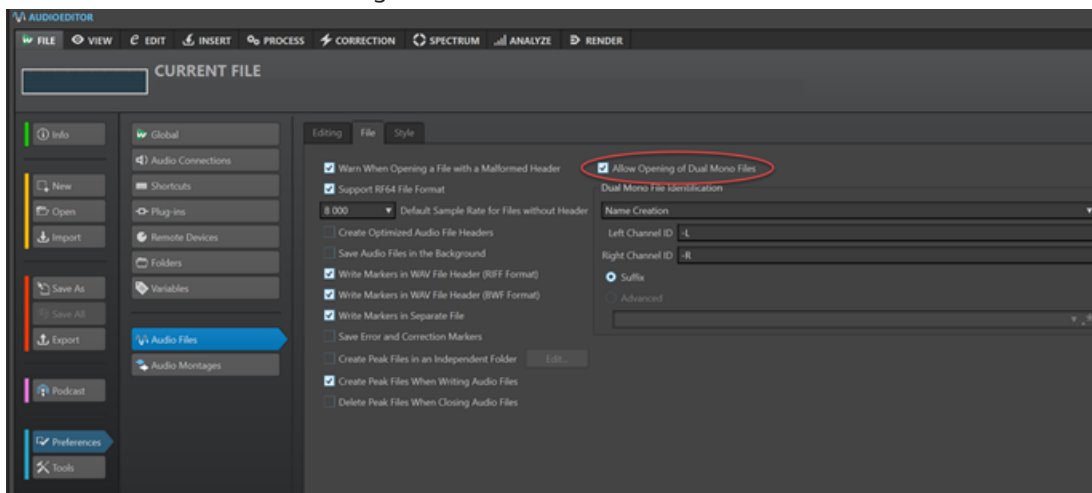 AUDIOEDITOR
FILE VIEW EDIT INSERT PROCESS CORRECTION SPECTRUM ANALYZE RENDER
CURRENT FILE
Info
New
Open
Import
Save As
Save All
Export
Podcast
Preferences
Tools
Global
Audio Connections
Shortcuts
Plug-ins
Remote Devices
Folders
Variables
Audio Files
Audio Montages
Editing File Style
Warn When Opening a File with a Malformed Header
Support RF64 File Format
8 000 Default Sample Rate for Files without Header
Create Optimized Audio File Headers
Save Audio Files in the Background
Write Markers in WAV File Header (RIFF Format)
Write Markers in WAV File Header (BWF Format)
Write Markers in Separate File
Save Error and Correction Markers
Create Peak Files in an Independent Folder Edit...
Create Peak Files When Writing Audio Files
Delete Peak Files When Closing Audio Files
Allow Opening of Dual Mono Files
Dual Mono File Identification
Name Creation
Left Channel ID -L
Right Channel ID -R
Suffix
Advanced